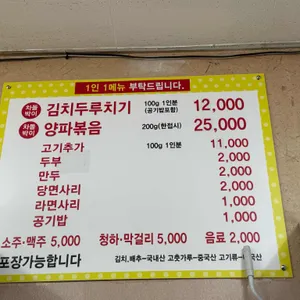 1인 1메뉴 부탁드립니다.
차돌박이 김치두루치기 100g 1인분 (공기밥포함) 12,000
차돌박이 양파볶음 200g(한접시) 25,000
고기추가 100g 1인분 11,000
두부 2,000
만두 2,000
당면사리 2,000
라면사리 1,000
공기밥 1,000
소주·맥주 5,000 청하·막걸리 5,000 음료 2,000
포장가능합니다 김치,배추-국내산 고춧가루-중국산 고기류-국산